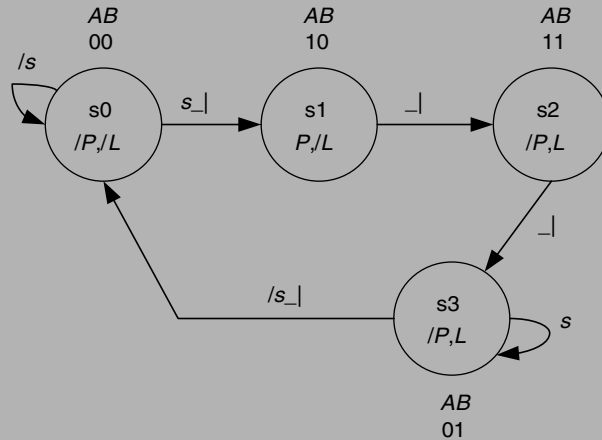 AB
00
AB
10
AB
11
/s
s0
/P,/L
s_|
s1
P,/L
_|
s2
/P,L
_|
/s_|
s3
/P,L
s
AB
01